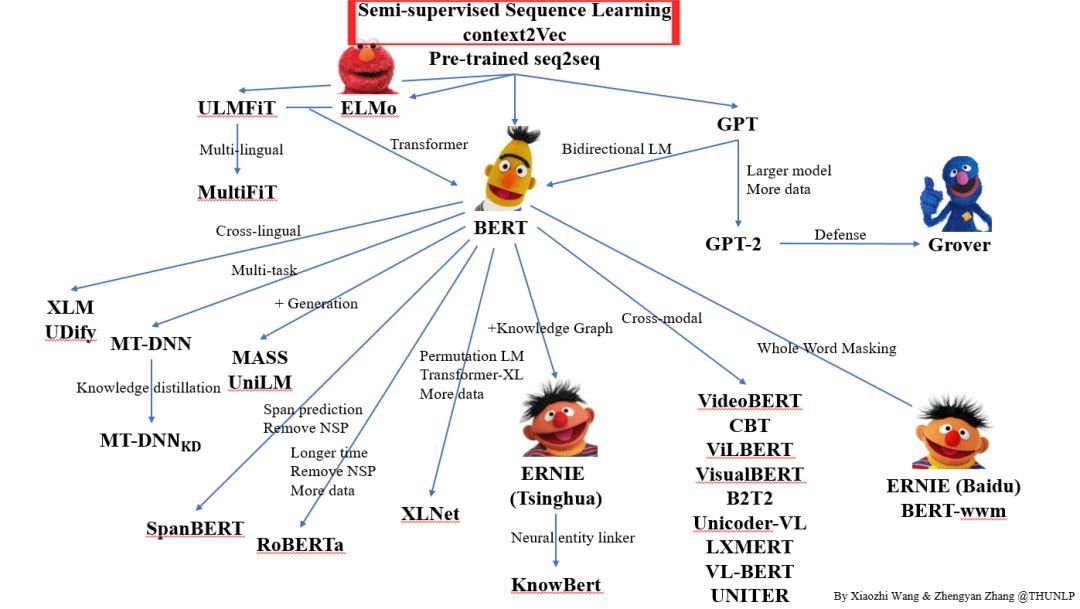 Semi-supervised Sequence Learning
context2Vec
Pre-trained seq2seq
ULMFiT
ELMo
GPT
Multi-lingual
Transformer
Bidirectional LM
Larger model
More data
MultiFiT
BERT
GPT-2
Defense
Grover
Cross-lingual
Multi-task
+ Generation
+Knowledge Graph
Cross-modal
Whole Word Masking
XLM
UDify
MT-DNN
MASS
UniLM
Permutation LM
Transformer-XL
More data
Knowledge distillation
Span prediction
Remove NSP
MT-DNNKD
Longer time
Remove NSP
More data
SpanBERT
RoBERTa
XLNet
ERNIE
(Tsinghua)
Neural entity linker
KnowBert
VideoBERT
CBT
ViLBERT
VisualBERT
B2T2
Unicoder-VL
LXMERT
VL-BERT
UNITER
ERNIE (Baidu)
BERT-wwm
By Xiaozhi Wang & Zhengyan Zhang @THUNLP